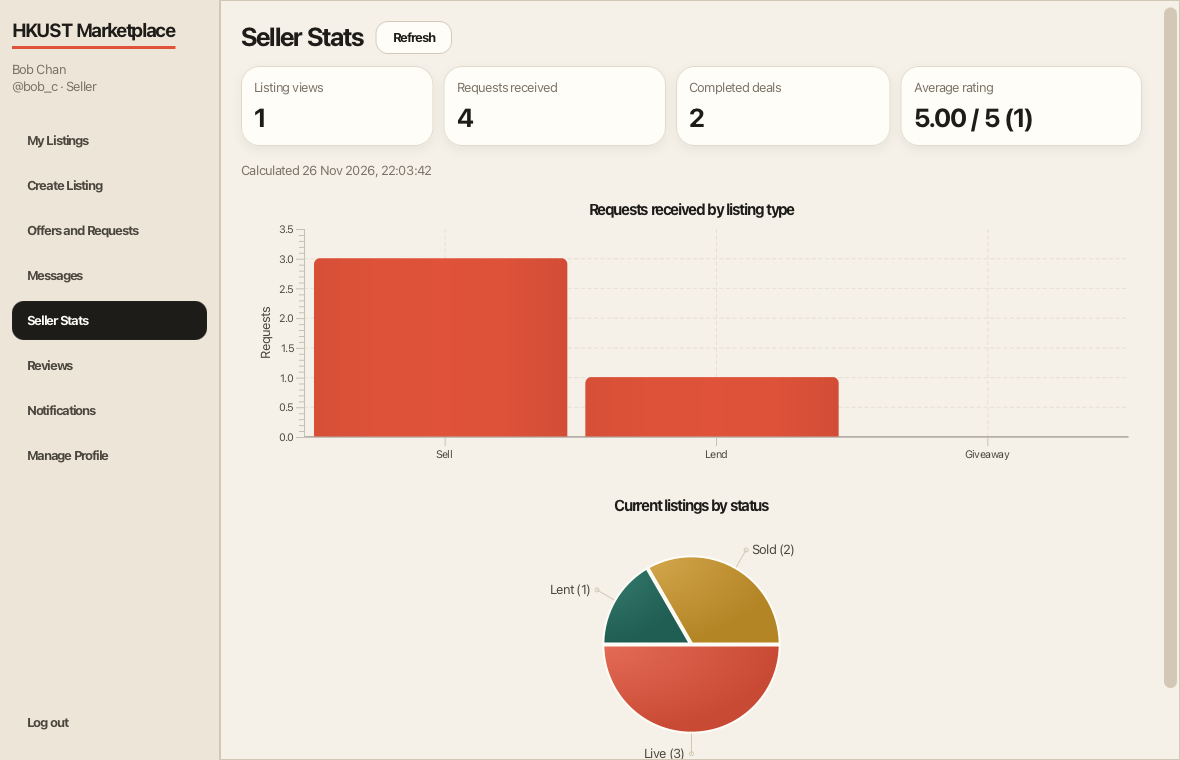 HKUST Marketplace
Bob Chan
@bob_c · Seller
My Listings
Create Listing
Offers and Requests
Messages
Seller Stats
Reviews
Notifications
Manage Profile
Log out
Seller Stats
Refresh
Listing views
1
Requests received
4
Completed deals
2
Average rating
5.00 / 5 (1)
Calculated 26 Nov 2026, 22:03:42
Requests received by listing type
Requests
3.5
3.0
2.5
2.0
1.5
1.0
0.5
0.0
Sell
Lend
Giveaway
Current listings by status
Sold (2)
Lent (1)
Live (3)